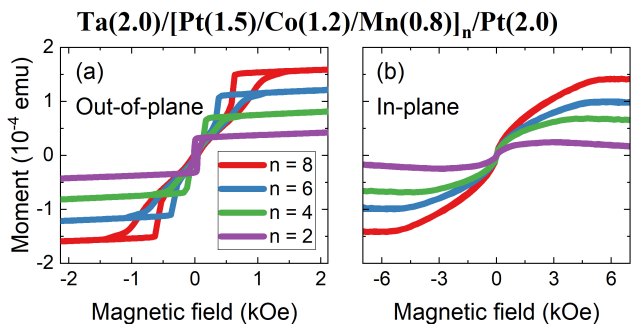 Ta(2.0)/[Pt(1.5)/Co(1.2)/Mn(0.8)]n/Pt(2.0)
(a)
Out-of-plane
(b)
In-plane
Moment (10⁻⁴ emu)
2
1
0
-1
-2
n = 8
n = 6
n = 4
n = 2
-2 -1 0 1 2
-6 -3 0 3 6
Magnetic field (kOe)
Magnetic field (kOe)